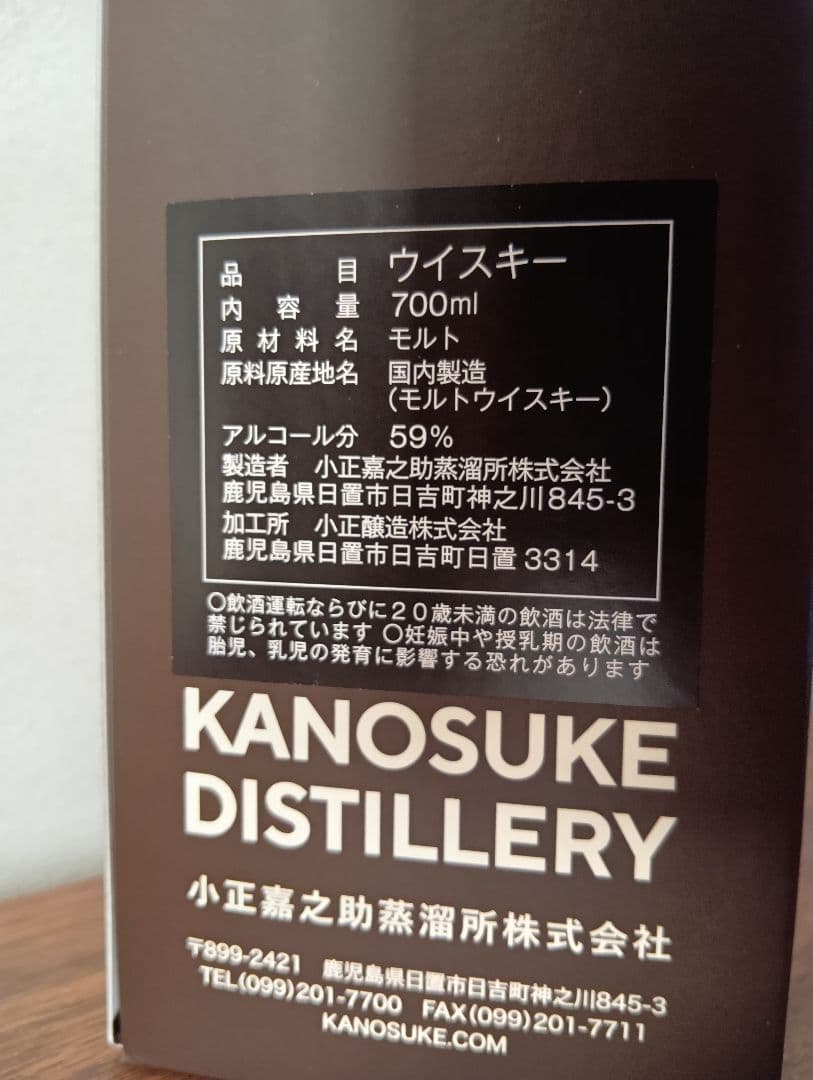 品目 ウイスキー
内容量 700ml
原材料名 モルト
原料原産地名 国内製造
(モルトウイスキー)
アルコール分 59%
製造者 小正嘉之助蒸溜所株式会社
鹿児島県日置市日吉町神之川845-3
加工所 小正醸造株式会社
鹿児島県日置市日吉町日置3314
○飲酒運転ならびに20歳未満の飲酒は法律で
禁じられています ○妊娠中や授乳期の飲酒は
胎児、乳児の発育に影響する恐れがあります
KANOSUKE
DISTILLERY
小正嘉之助蒸溜所株式会社
〒899-2421 鹿児島県日置市日吉町神之川845-3
TEL(099)201-7700 FAX(099)201-7711
KANOSUKE.COM